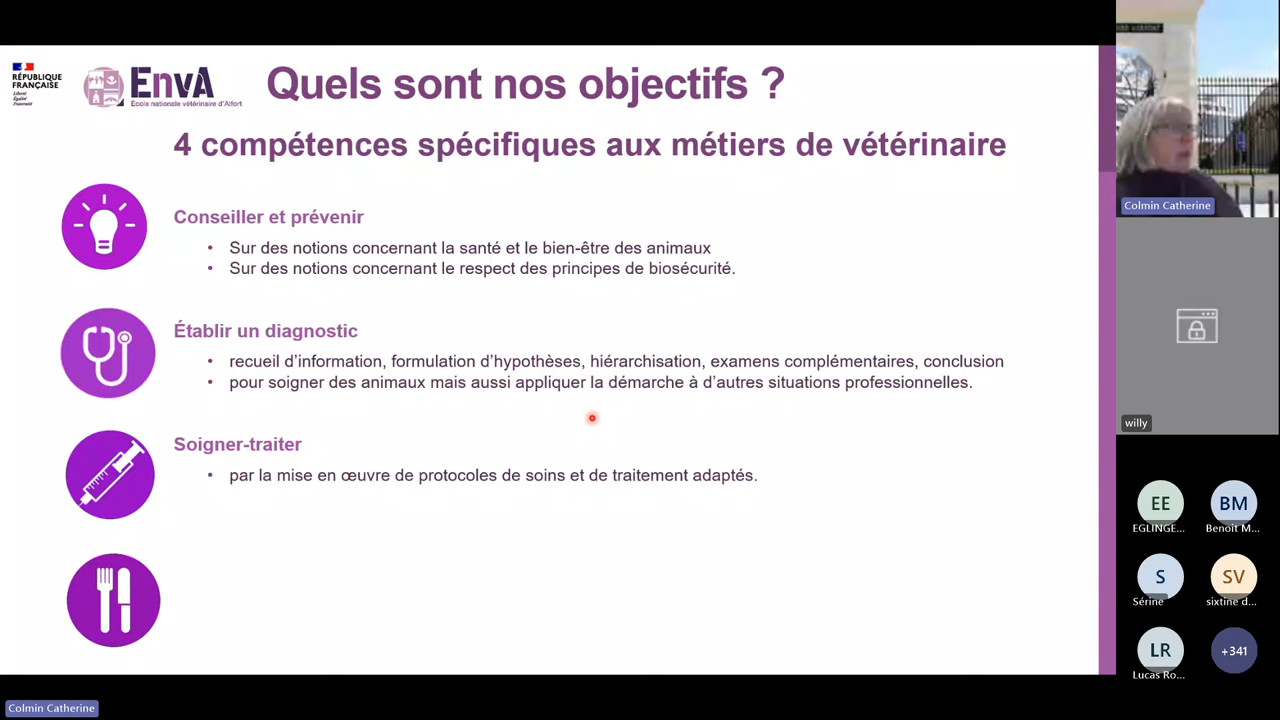 RÉPUBLIQUE
FRANÇAISE
Liberté
Égalité
Fraternité
EnvA
École nationale vétérinaire d'Alfort
Quels sont nos objectifs ?
4 compétences spécifiques aux métiers de vétérinaire
Conseiller et prévenir
• Sur des notions concernant la santé et le bien-être des animaux
• Sur des notions concernant le respect des principes de biosécurité.
Établir un diagnostic
• recueil d’information, formulation d’hypothèses, hiérarchisation, examens complémentaires, conclusion
• pour soigner des animaux mais aussi appliquer la démarche à d’autres situations professionnelles.
Soigner-traiter
• par la mise en œuvre de protocoles de soins et de traitement adaptés.
Colmin Catherine
willy
EE
EGLINGE...
BM
Benoît M...
S
Sérine
SV
sixtine d...
LR
Lucas Ro...
+341
Colmin Catherine